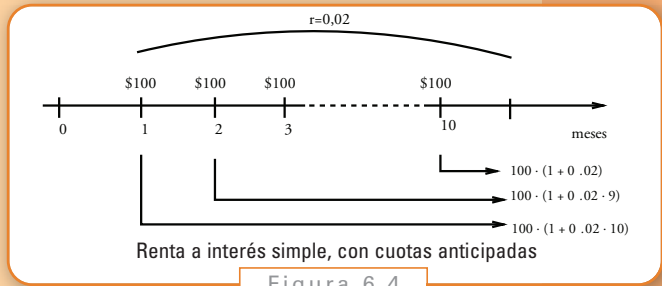 r=0,02
$100 $100 $100 $100
0 1 2 3 10 meses
100 · (1 + 0 .02)
100 · (1 + 0 .02 · 9)
100 · (1 + 0 .02 · 10)
Renta a interés simple, con cuotas anticipadas
Figura 6.4